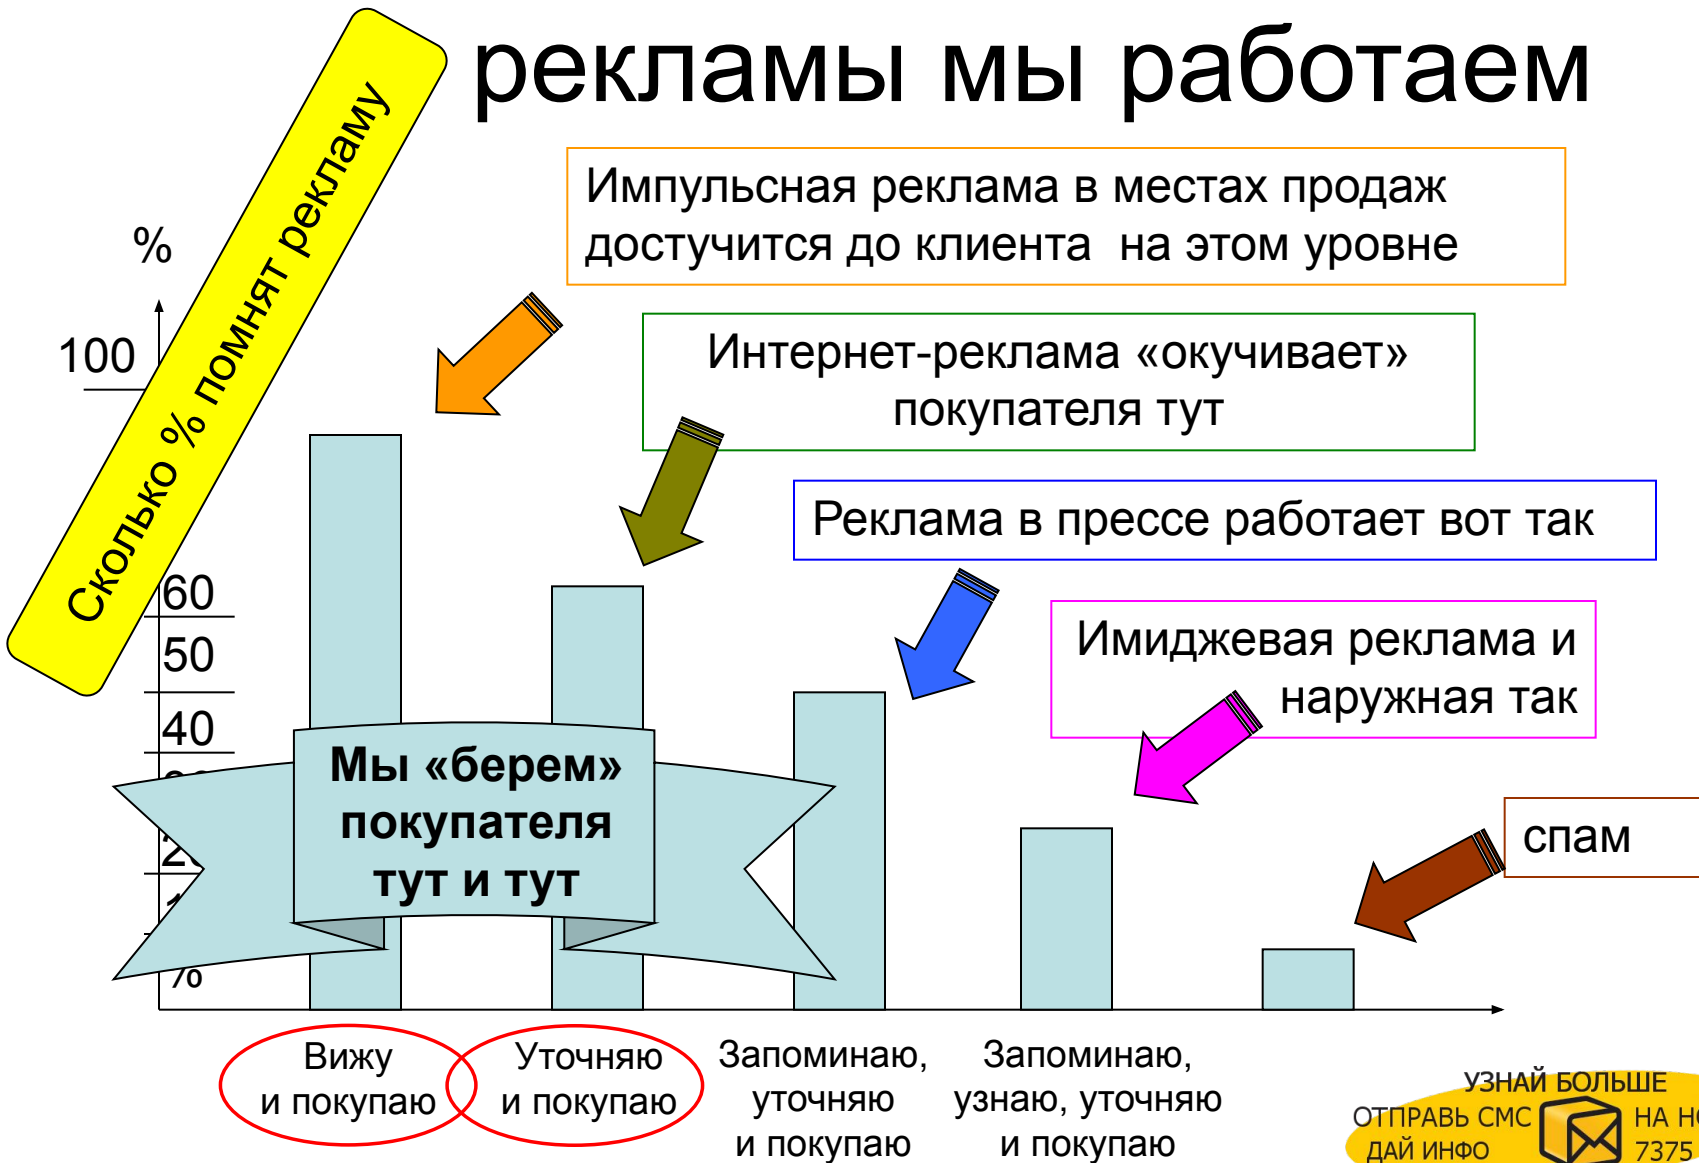 рекламы мы работаем
Сколько % помнят рекламу
%
Импульсная реклама в местах продаж
достучится до клиента на этом уровне
100
Интернет-реклама «окучивает»
покупателя тут
Реклама в прессе работает вот так
60
50
Имиджевая реклама и
наружная так
40
Мы «берем»
покупателя
тут и тут
20
%
спам
Вижу
и покупаю
Уточняю
и покупаю
Запоминаю,
уточняю
и покупаю
Запоминаю,
узнаю, уточняю
и покупаю
УЗНАЙ БОЛЬШЕ
ОТПРАВЬ СМС
ДАЙ ИНФО
НА
7375